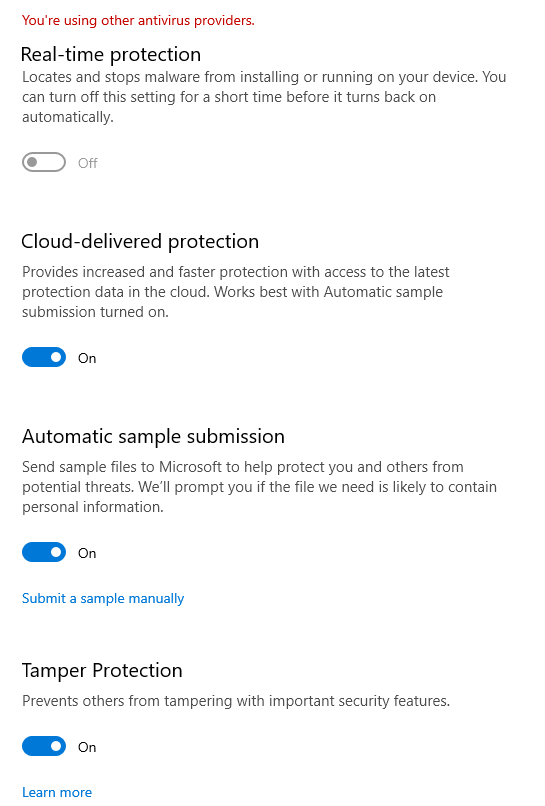 You're using other antivirus providers.
Real-time protection
Locates and stops malware from installing or running on your device. You
can turn off this setting for a short time before it turns back on
automatically.
Off
Cloud-delivered protection
Provides increased and faster protection with access to the latest
protection data in the cloud. Works best with Automatic sample
submission turned on.
On
Automatic sample submission
Send sample files to Microsoft to help protect you and others from
potential threats. We’ll prompt you if the file we need is likely to contain
personal information.
On
Submit a sample manually
Tamper Protection
Prevents others from tampering with important security features.
On
Learn more